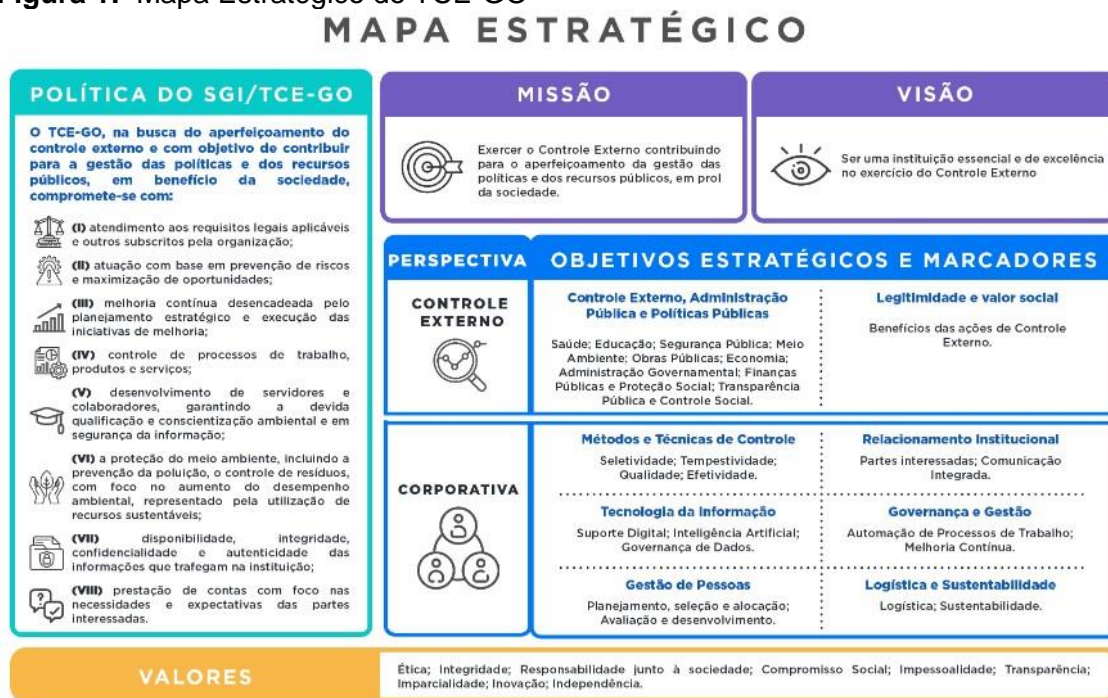 Figura 1. Mapa Estratégico do TCE-GO
MAPA ESTRATÉGICO
POLÍTICA DO SGI/TCE-GO
O TCE-GO, na busca do aperfeiçoamento do
controle externo e com objetivo de contribuir
para a gestão das políticas e dos recursos
públicos, em benefício da sociedade,
compromete-se com:
(I) atendimento aos requisitos legais aplicáveis
e outros subscritos pela organização;
(II) atuação com base em prevenção de riscos
e maximização de oportunidades;
(III) melhoria contínua desencadeada pelo
planejamento estratégico e execução das
iniciativas de melhoria;
(IV) controle de processos de trabalho,
produtos e serviços;
(V) desenvolvimento de servidores e
colaboradores, garantindo a devida
qualificação e conscientização ambiental e em
segurança da informação;
(VI) a proteção do meio ambiente, incluindo a
prevenção da poluição, o controle de resíduos,
com foco no aumento do desempenho
ambiental, representado pela utilização de
recursos sustentáveis;
(VII) disponibilidade, integridade,
confidencialidade e autenticidade das
informações que trafegam na instituição;
(VIII) prestação de contas com foco nas
necessidades e expectativas das partes
interessadas.
MISSÃO
Exercer o Controle Externo contribuindo
para o aperfeiçoamento da gestão das
políticas e dos recursos públicos, em prol
da sociedade.
VISÃO
Ser uma instituição essencial e de excelência
no exercício do Controle Externo
PERSPECTIVA
OBJETIVOS ESTRATÉGICOS E MARCADORES
CONTROLE
EXTERNO
Controle Externo, Administração
Pública e Políticas Públicas
Saúde; Educação; Segurança Pública; Meio
Ambiente; Obras Públicas; Economia;
Administração Governamental; Finanças
Públicas e Proteção Social; Transparência
Pública e Controle Social.
Legitimidade e valor social
Benefícios das ações de Controle
Externo.
CORPORATIVA
Métodos e Técnicas de Controle
Seletividade; Tempestividade;
Qualidade; Efetividade.
Relacionamento Institucional
Partes interessadas; Comunicação
Integrada.
Tecnologia da Informação
Suporte Digital; Inteligência Artificial;
Governança de Dados.
Governança e Gestão
Automação de Processos de Trabalho;
Melhoria Contínua.
Gestão de Pessoas
Planejamento, seleção e alocação;
Avaliação e desenvolvimento.
Logística e Sustentabilidade
Logística; Sustentabilidade.
VALORES
Ética; Integridade; Responsabilidade junto à sociedade; Compromisso Social; Impessoalidade; Transparência;
Imparcialidade; Inovação; Independência.